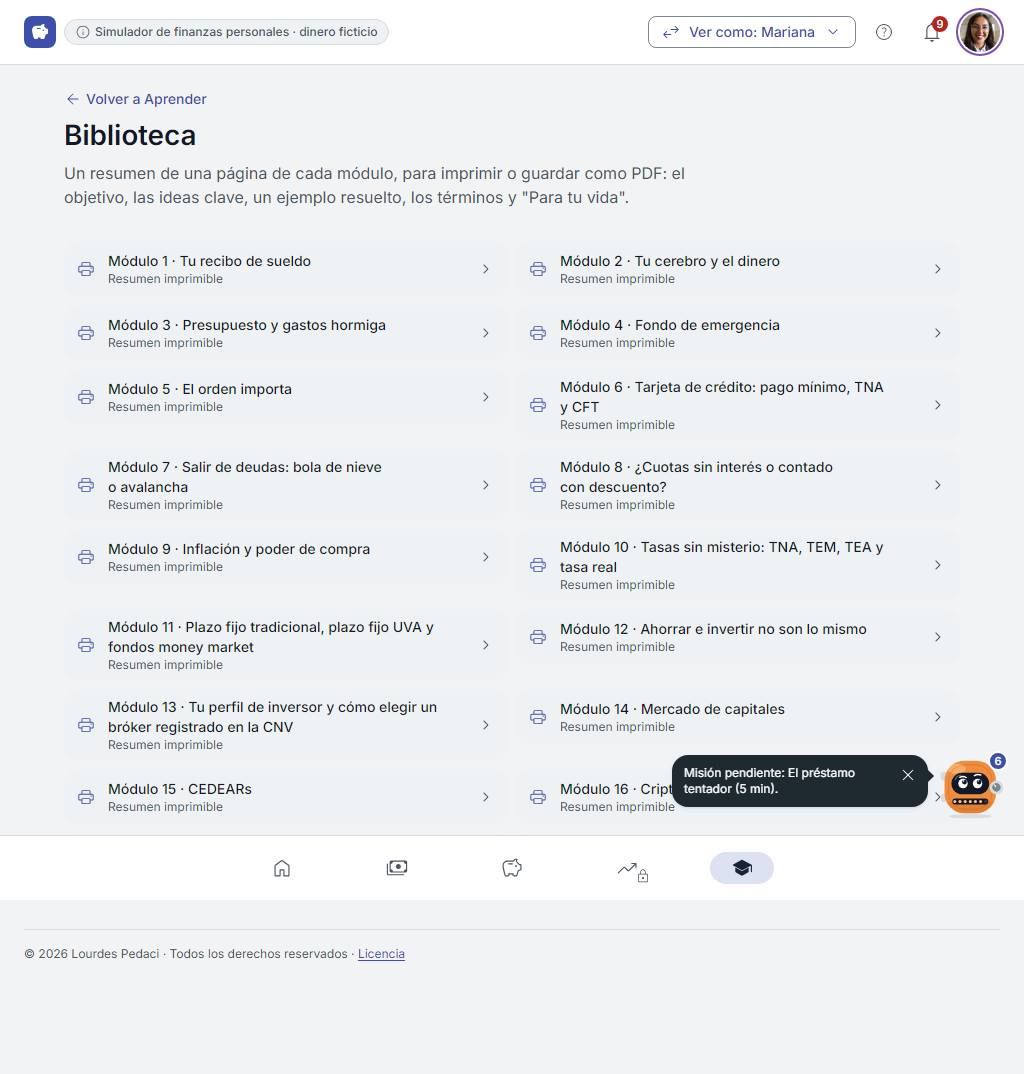 Simulador de finanzas personales · dinero ficticio
Ver como: Mariana
9
Volver a Aprender
Biblioteca
Un resumen de una página de cada módulo, para imprimir o guardar como PDF: el
objetivo, las ideas clave, un ejemplo resuelto, los términos y "Para tu vida".
Módulo 1 · Tu recibo de sueldo
Resumen imprimible
Módulo 2 · Tu cerebro y el dinero
Resumen imprimible
Módulo 3 · Presupuesto y gastos hormiga
Resumen imprimible
Módulo 4 · Fondo de emergencia
Resumen imprimible
Módulo 5 · El orden importa
Resumen imprimible
Módulo 6 · Tarjeta de crédito: pago mínimo, TNA
y CFT
Resumen imprimible
Módulo 7 · Salir de deudas: bola de nieve
o avalancha
Resumen imprimible
Módulo 8 · ¿Cuotas sin interés o contado
con descuento?
Resumen imprimible
Módulo 9 · Inflación y poder de compra
Resumen imprimible
Módulo 10 · Tasas sin misterio: TNA, TEM, TEA y
tasa real
Resumen imprimible
Módulo 11 · Plazo fijo tradicional, plazo fijo UVA y
fondos money market
Resumen imprimible
Módulo 12 · Ahorrar e invertir no son lo mismo
Resumen imprimible
Módulo 13 · Tu perfil de inversor y cómo elegir un
bróker registrado en la CNV
Resumen imprimible
Módulo 14 · Mercado de capitales
Resumen imprimible
Módulo 15 · CEDEARs
Resumen imprimible
Módulo 16 ·
Resumen imprimible
Misión pendiente: El préstamo
tentador (5 min).
6
© 2026 Lourdes Pedaci · Todos los derechos reservados · Licencia